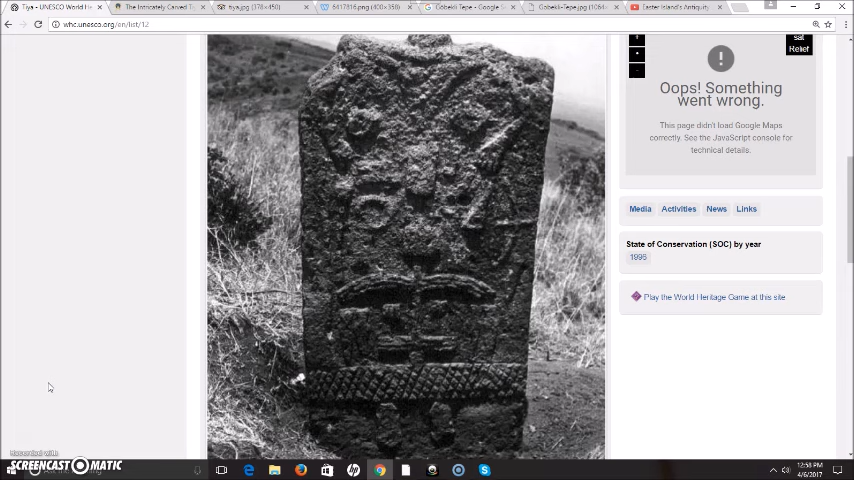 Tiya - UNESCO World He
The Intricately Carved T
tiya.jpg (378×450)
6417816.png (400×350)
Gobekli Tepe - Google S
Gobekli-Tepe.jpg (1064×
Easter Island's Antiquity
whc.unesco.org/en/list/12
sat
Relief
Oops! Something
went wrong.
This page didn't load Google Maps
correctly. See the JavaScript console for
technical details.
Media Activities News Links
State of Conservation (SOC) by year
1996
Play the World Heritage Game at this site
Recorded with
SCREENCAST-O-MATIC
12:58 PM
4/6/2017